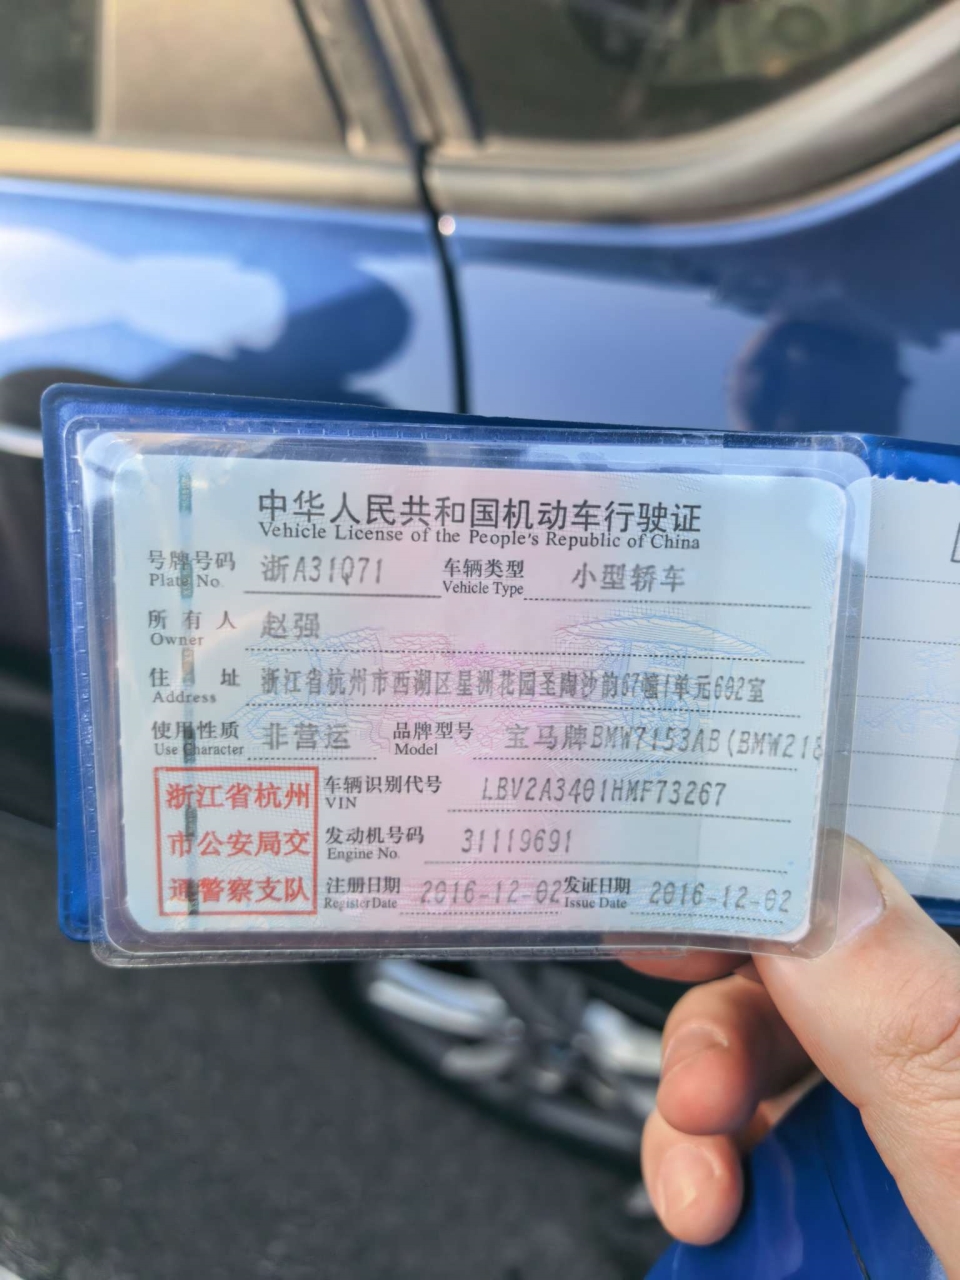 中华人民共和国机动车行驶证
Vehicle License of the People's Republic of China
号牌号码 浙A31Q71 车辆类型 小型轿车
Plate No. Vehicle Type
所有人 赵强
Owner
住址 浙江省杭州市西湖区星洲花园圣陶沙韵67幢1单元602室
Address
使用性质 非营运 品牌型号 宝马牌BMW7153AB(BMW218
Use Character Model
浙江省杭州
市公安局交
通警察支队
车辆识别代号 LBV2A3401HMF73267
VIN
发动机号码 31119691
Engine No.
注册日期 2016-12-02 发证日期 2016-12-02
Register Date Issue Date